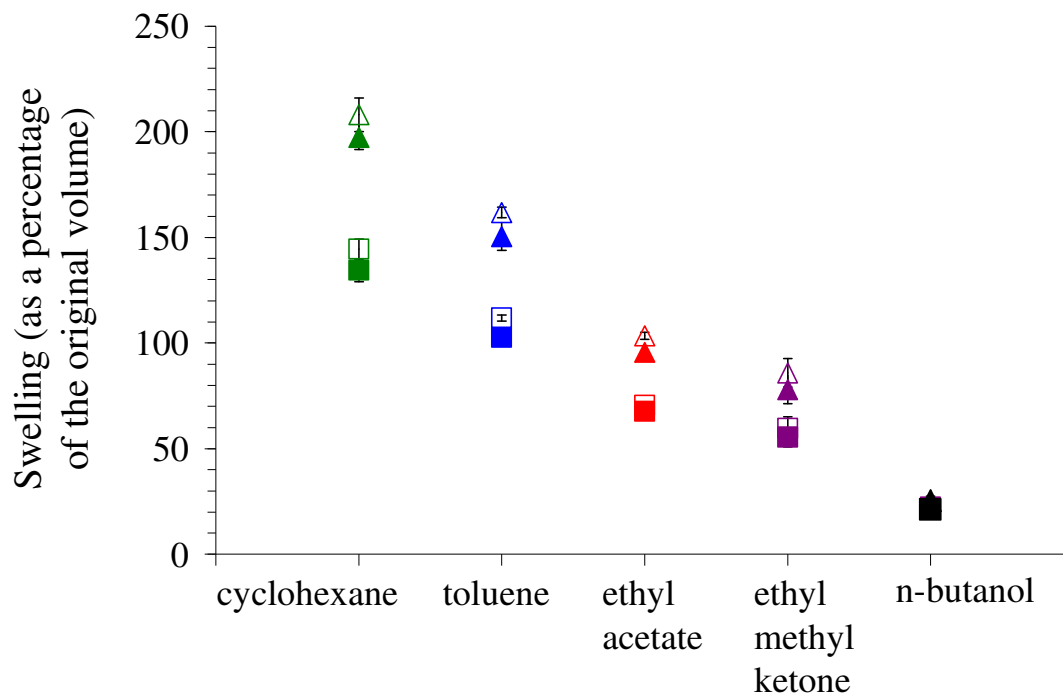 Swelling (as a percentage
of the original volume)
250
200
150
100
50
0
cyclohexane
toluene
ethyl
acetate
ethyl
methyl
ketone
n-butanol